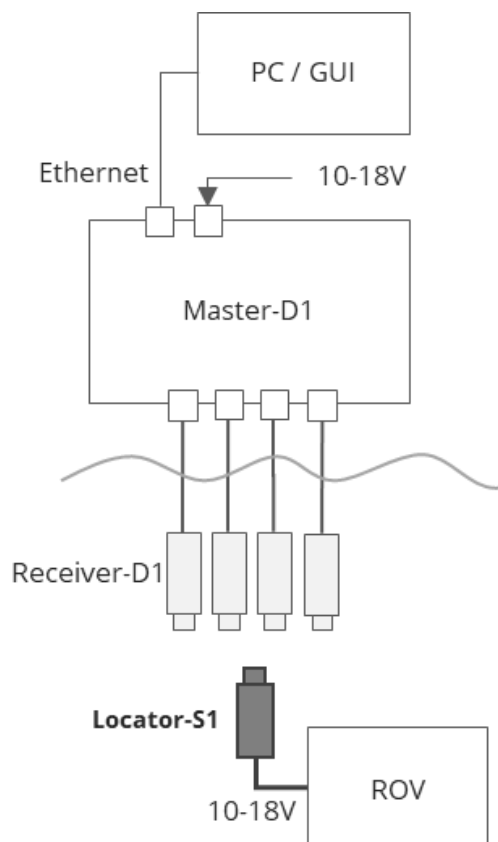 PC / GUI
Ethernet
10-18V
Master-D1
Receiver-D1
Locator-S1
10-18V
ROV